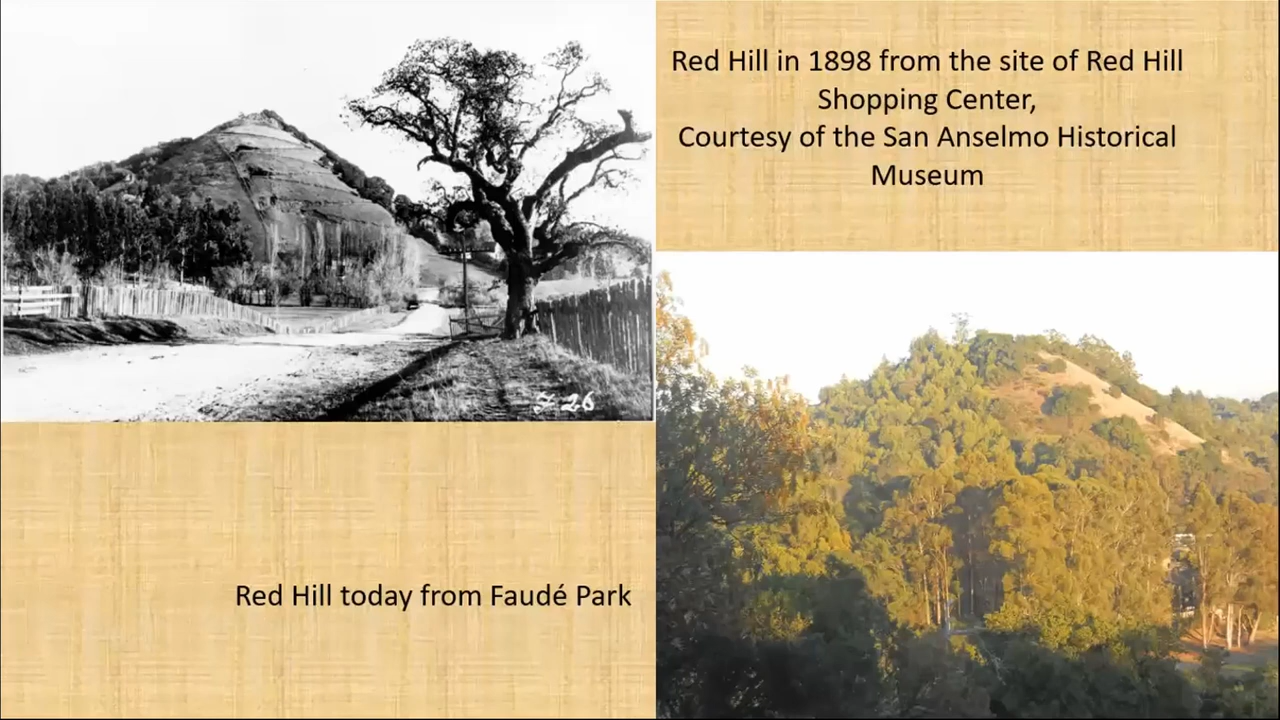 Red Hill in 1898 from the site of Red Hill
Shopping Center,
Courtesy of the San Anselmo Historical
Museum
Red Hill today from Faudé Park